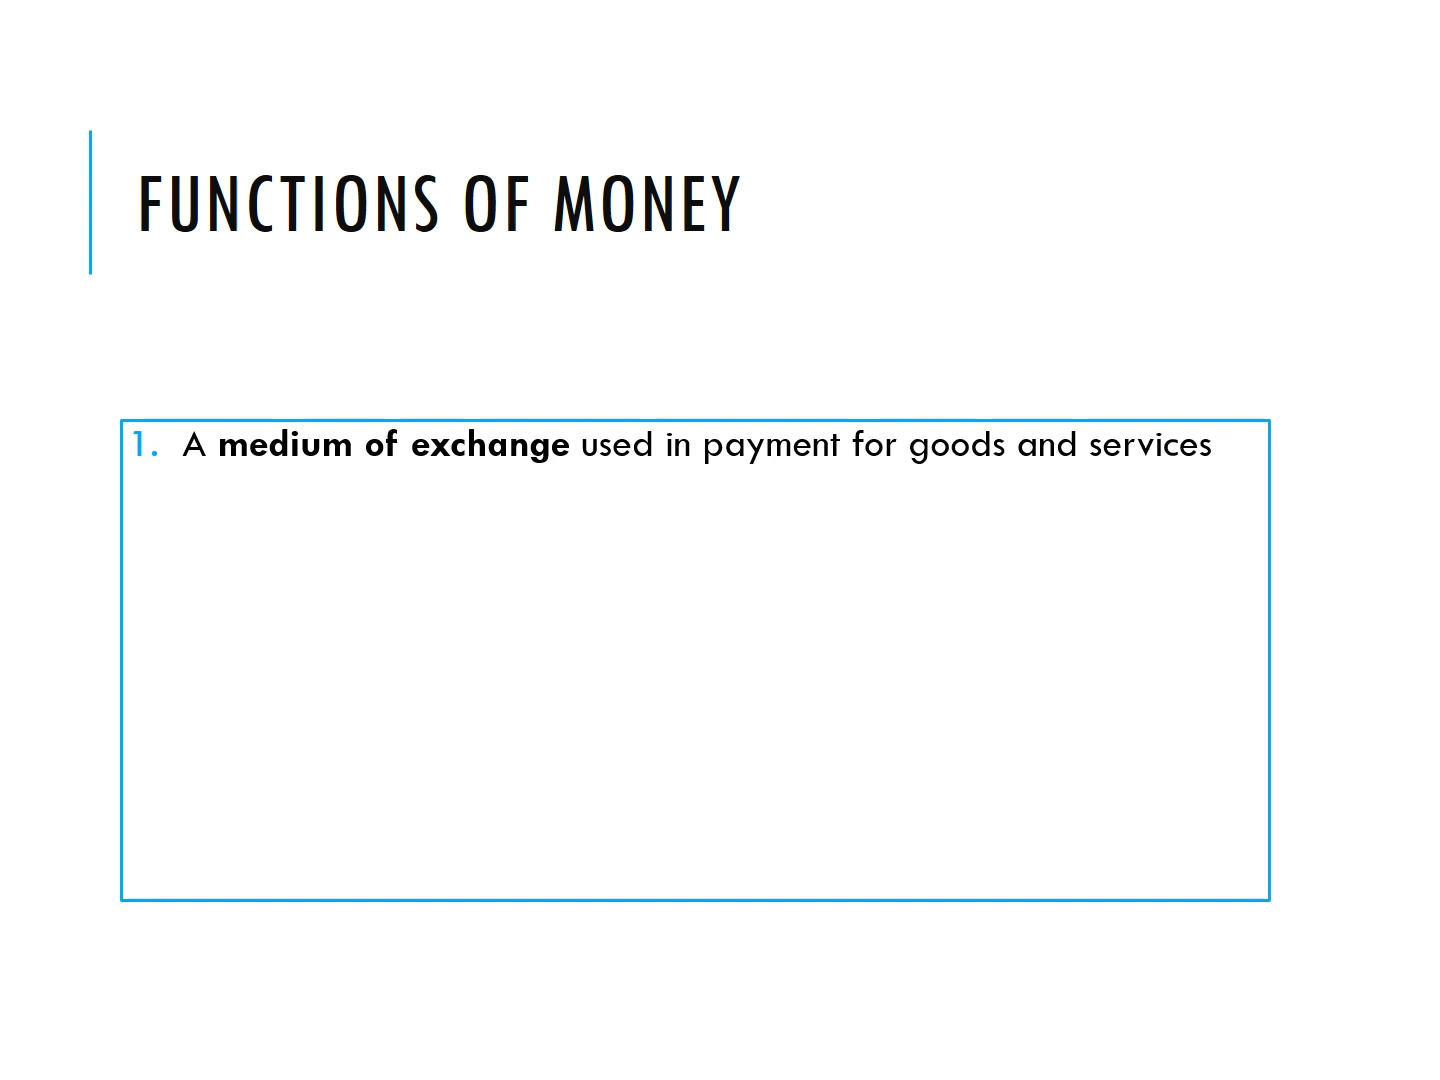 FUNCTIONS OF MONEY
1. A medium of exchange used in payment for goods and services